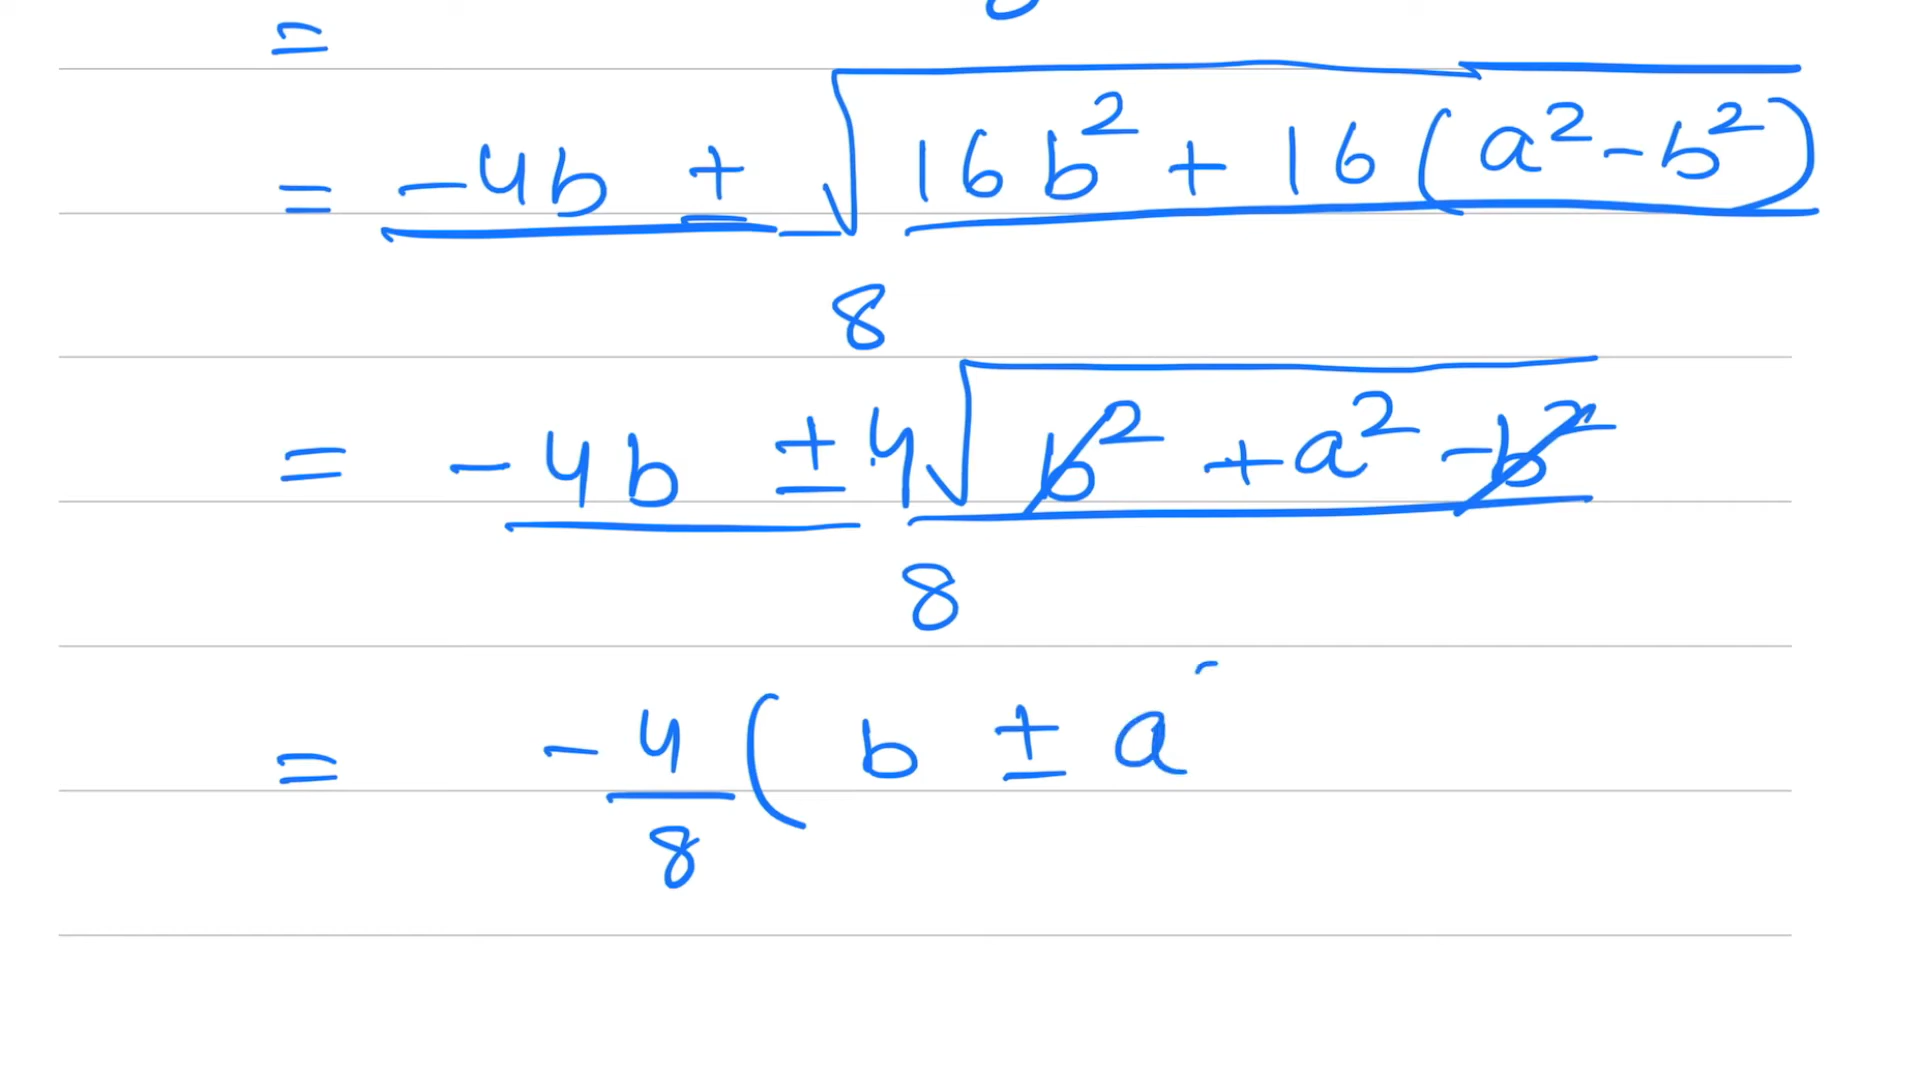 =
= -4b ± √16b² + 16(a² - b²)
8
= -4b ± 4√b² + a² - b²
8
= -4/8 ( b ± a